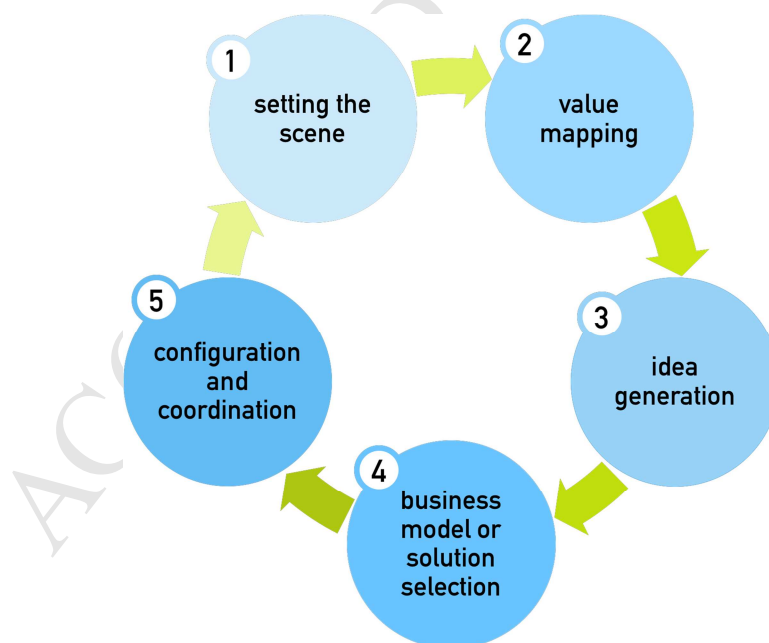 1
setting the
scene
2
value
mapping
3
idea
generation
4
business
model or
solution
selection
5
configuration
and
coordination